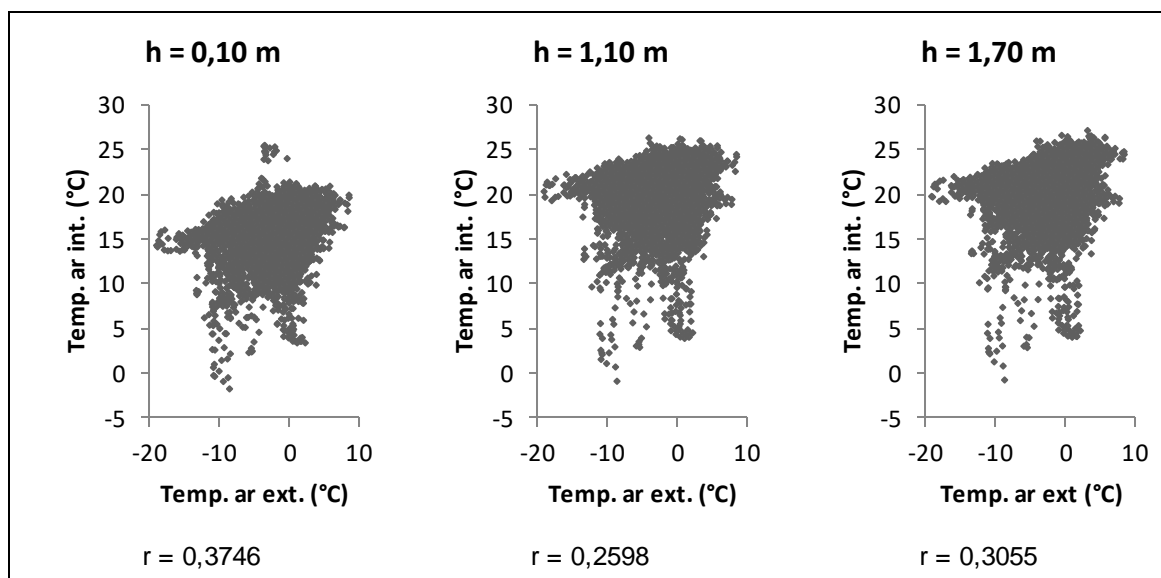 h = 0,10 m
30
25
20
15
10
5
0
-5
-20 -10 0 10
Temp. ar int. (°C)
Temp. ar ext. (°C)
r = 0,3746
h = 1,10 m
30
25
20
15
10
5
0
-5
-20 -10 0 10
Temp. ar int. (°C)
Temp. ar ext. (°C)
r = 0,2598
h = 1,70 m
30
25
20
15
10
5
0
-5
-20 -10 0 10
Temp. ar int. (°C)
Temp. ar ext (°C)
r = 0,3055